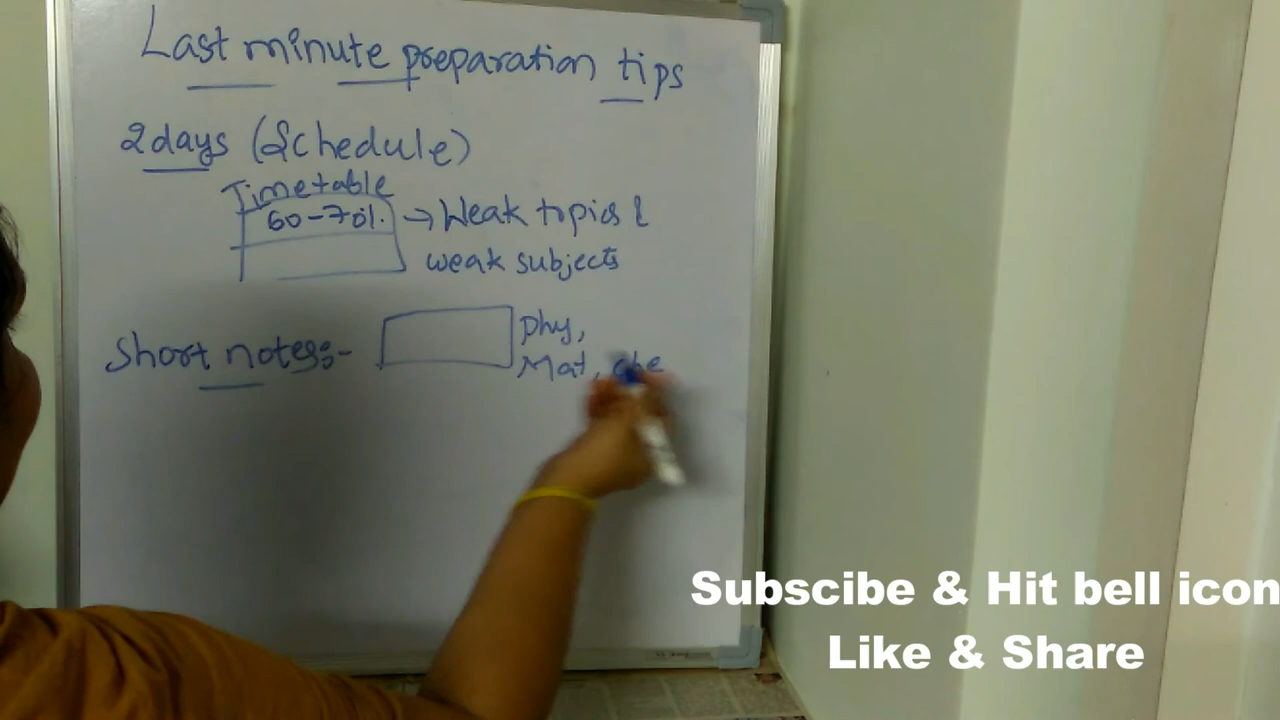 Last minute preparation tips
2days (Schedule)
Timetable
60-70%. → Weak topics &
weak subjects
Short notes:-
phy,
Mat, che
Subscibe & Hit bell icon
Like & Share